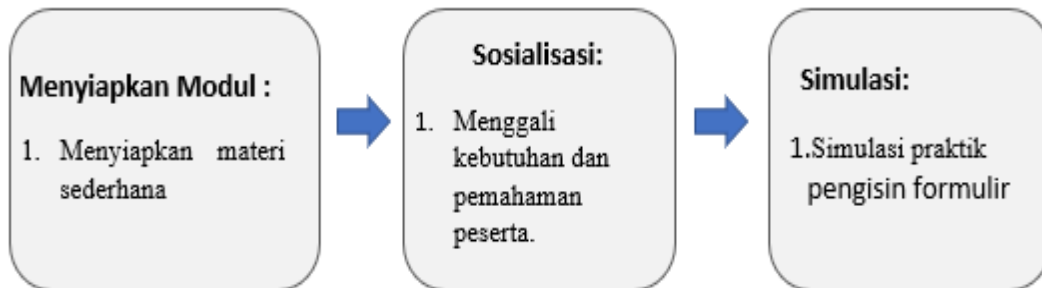 Menyiapkan Modul :
1. Menyiapkan materi
sederhana
Sosialisasi:
1. Menggali
kebutuhan dan
pemahaman
peserta.
Simulasi:
1.Simulasi praktik
pengisin formulir